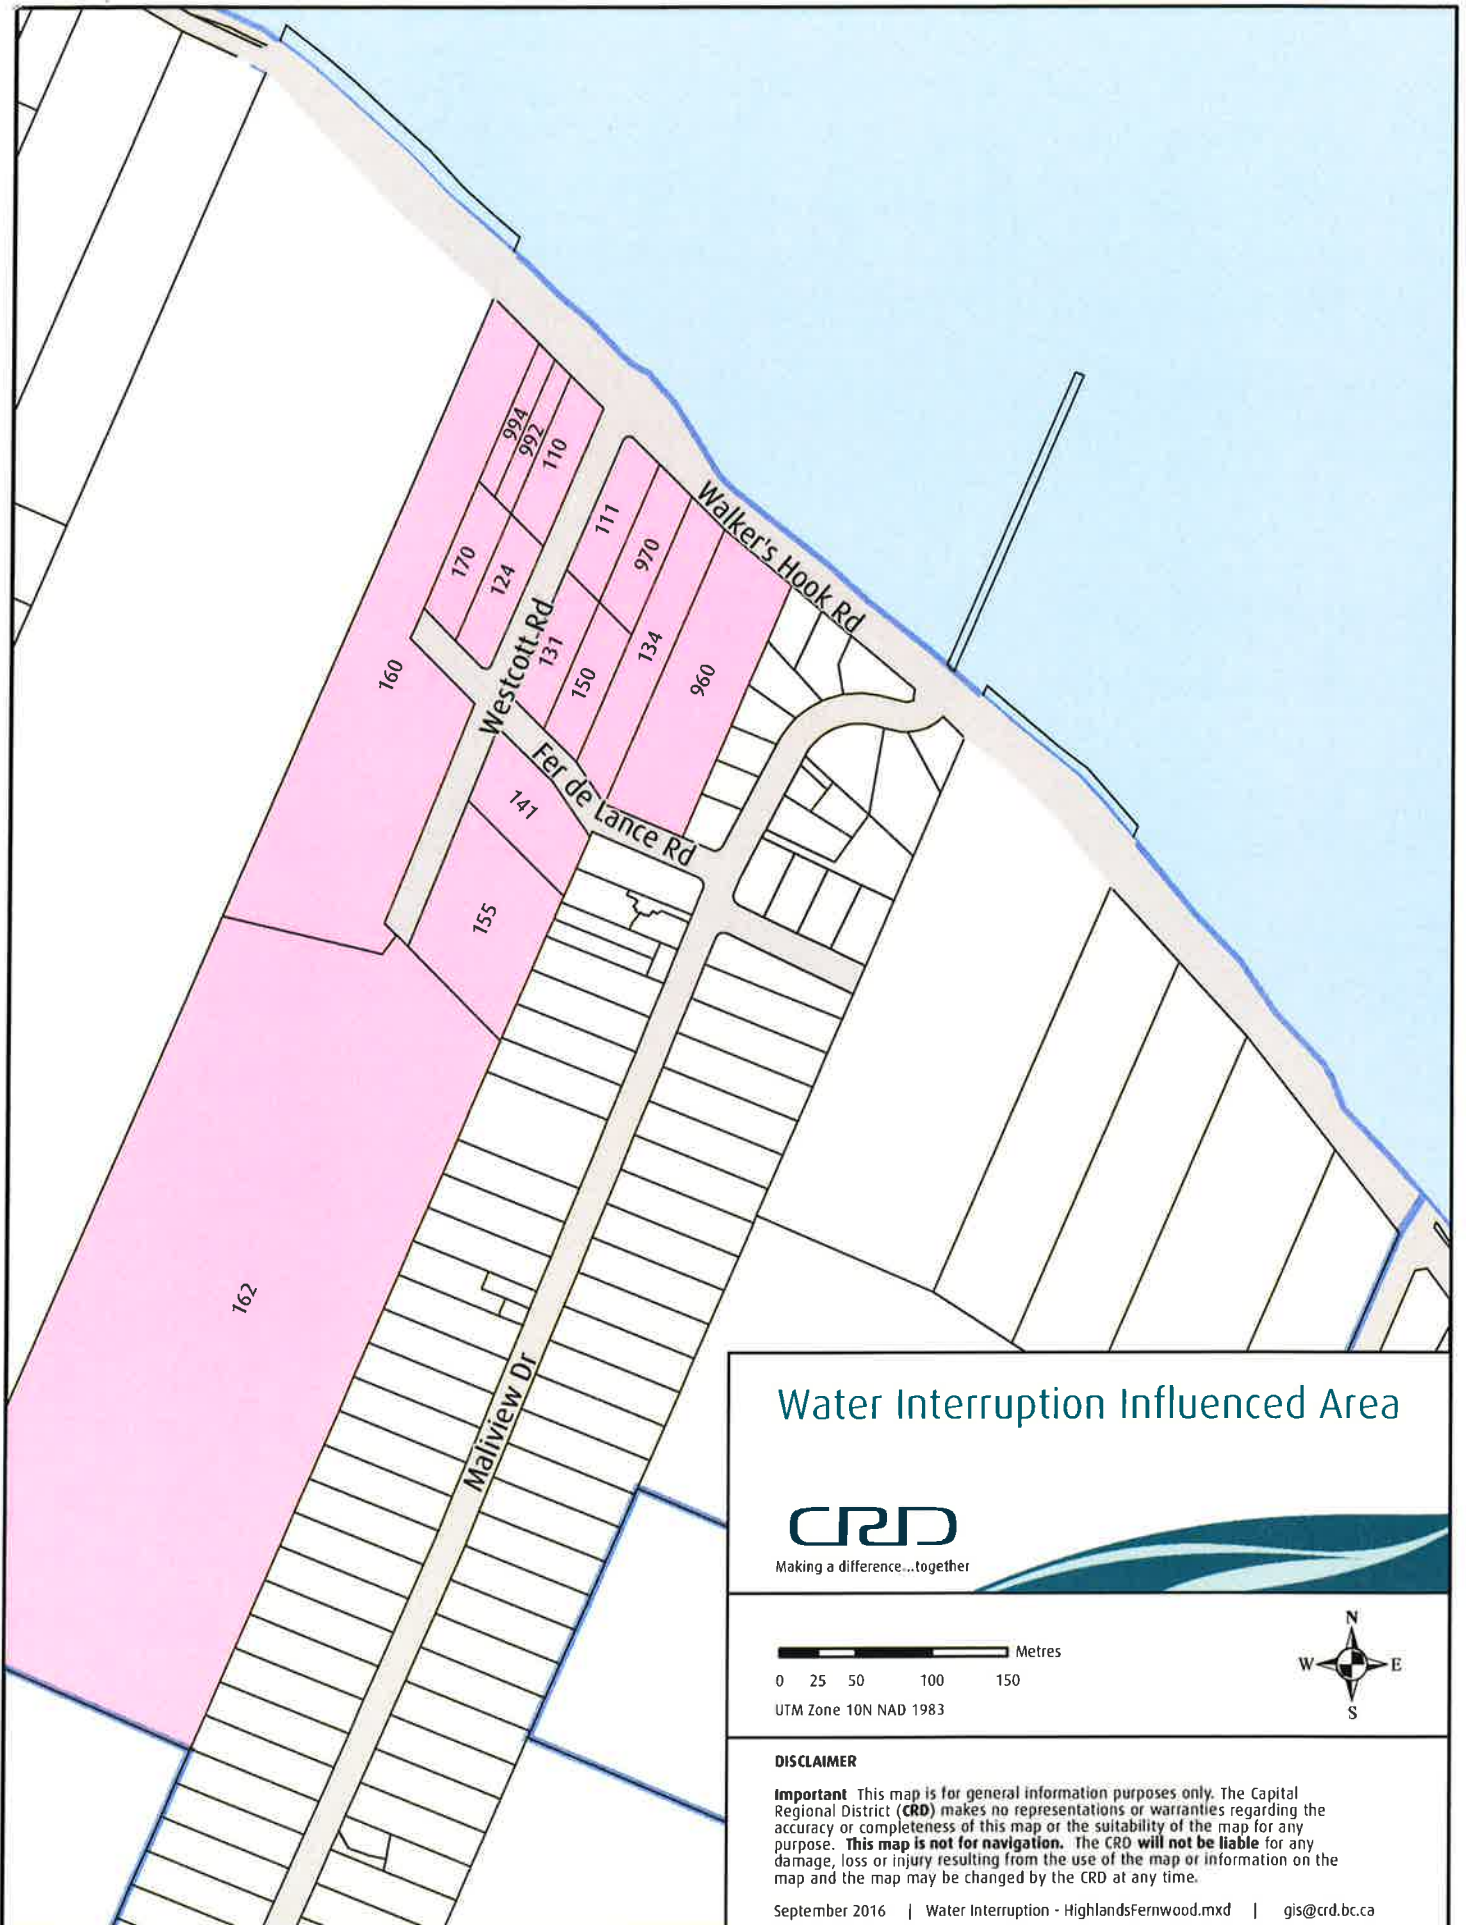 994
992
110
111
970
Walker's Hook Rd
170
124
Westcott Rd
131
134
150
160
960
Fer de Lance Rd
141
155
162
Maliview Dr
Water Interruption Influenced Area
CRD
Making a difference...together
Metres
0 25 50 100 150
UTM Zone 10N NAD 1983
N
W E
S
DISCLAIMER
Important This map is for general information purposes only. The Capital
Regional District (CRD) makes no representations or warranties regarding the
accuracy or completeness of this map or the suitability of the map for any
purpose. This map is not for navigation. The CRD will not be liable for any
damage, loss or injury resulting from the use of the map or information on the
map and the map may be changed by the CRD at any time.
September 2016 | Water Interruption - HighlandsFernwood.mxd | gis@crd.bc.ca